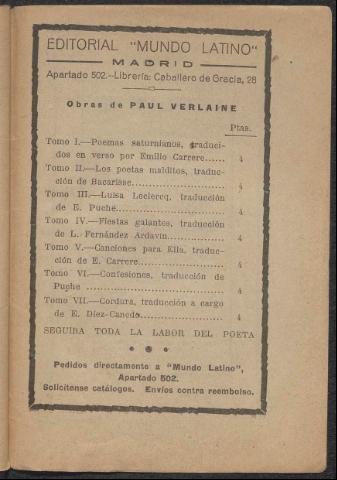 EDITORIAL "MUNDO LATINO"
MADRID
Apartado 502.—Librería: Caballero de Gracia, 28
Obras de PAUL VERLAINE
Ptas.
Tomo I.—Poemas saturnianos, traduci-
dos en verso por Emilio Carrere...... 4
Tomo II.—Los poetas malditos, traduc-
ción de Bacarisse........................ 4
Tomo III.—Luisa Leclercq, traducción
de E. Puche.............................. 4
Tomo IV.—Fiestas galantes, traducción
de L. Fernández Ardavín............... 4
Tomo V.—Canciones para Ella, traduc-
ción de E. Carrere...................... 4
Tomo VI.—Confesiones, traducción de
Puche ...................................... 4
Tomo VII.—Cordura, traducción a cargo
de E. Díez-Canedo...................... 4
SEGUIRA TODA LA LABOR DEL POETA
Pedidos directamente a "Mundo Latino",
Apartado 502.
Solicítense catálogos. Envíos contra reembolso.